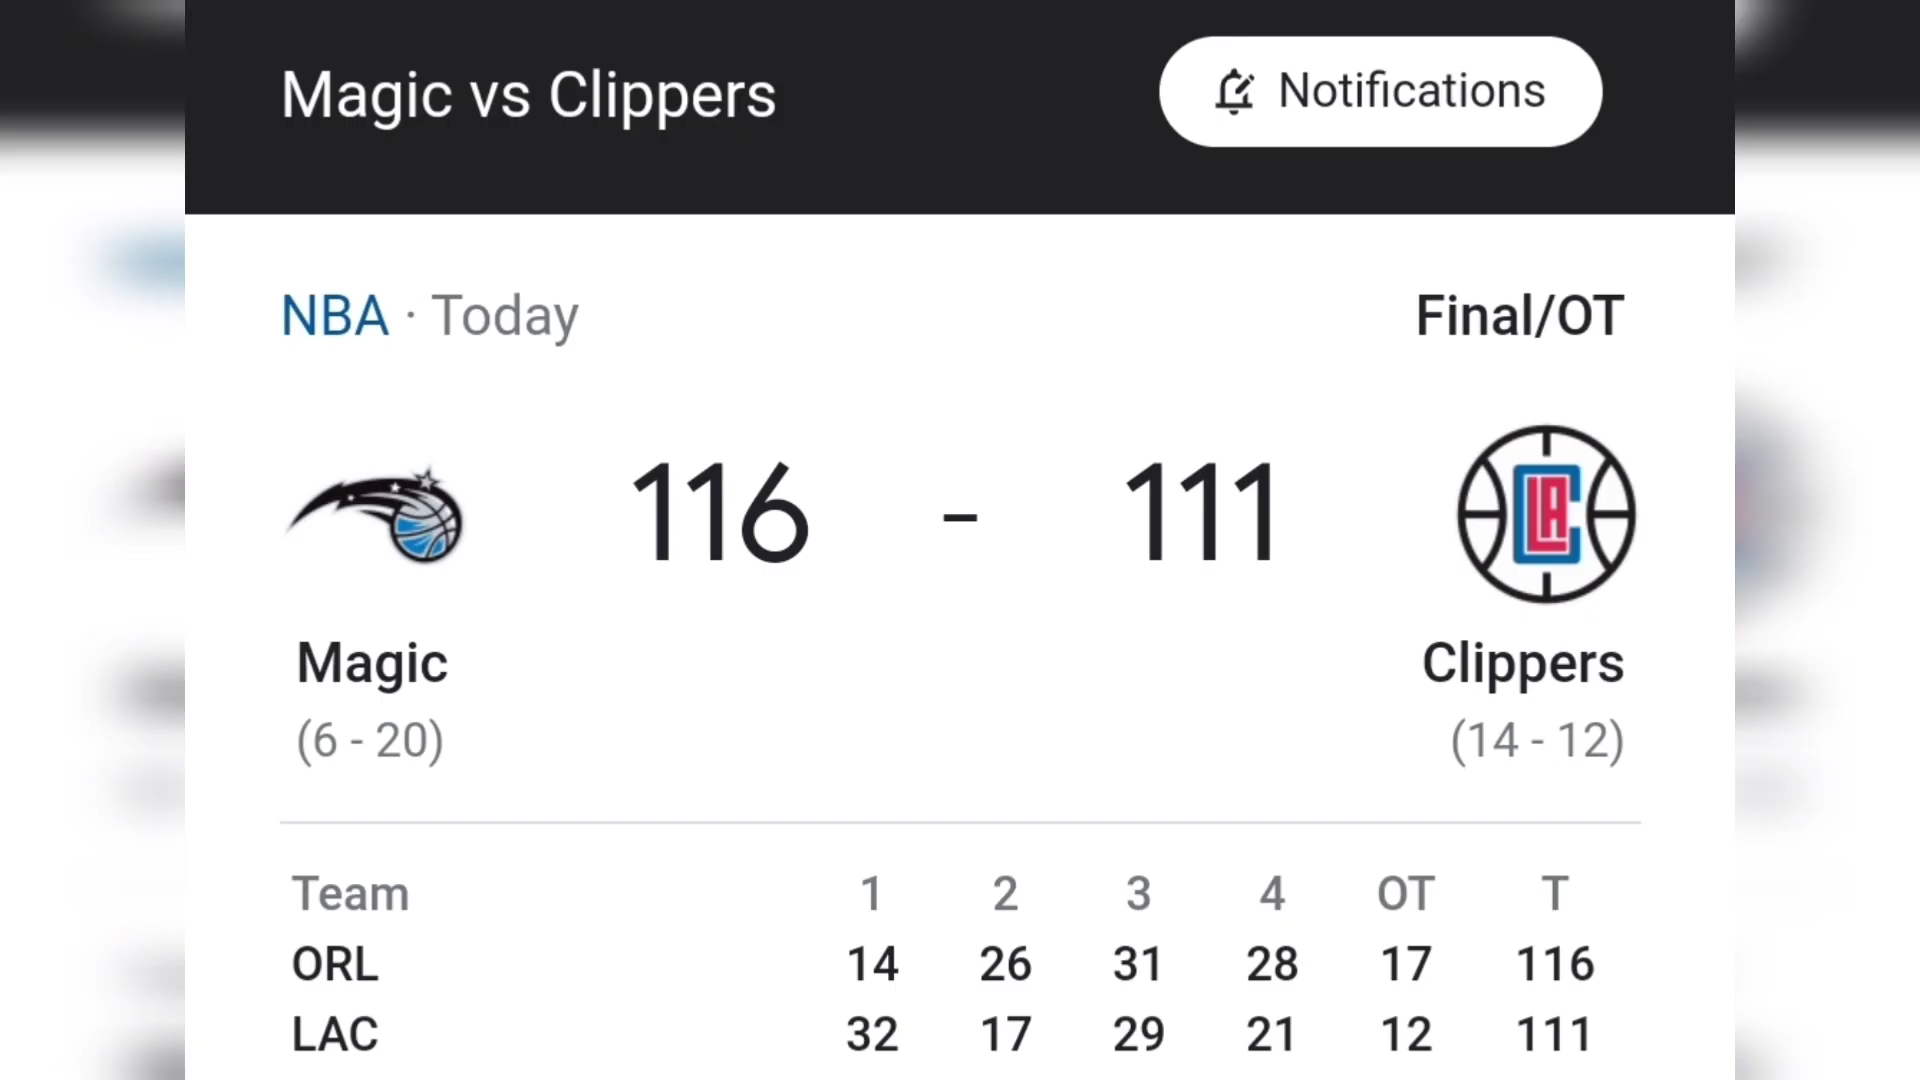 Magic vs Clippers
Notifications
NBA · Today
Final/OT
116 - 111
LAC
Magic
Clippers
(6 - 20)
(14 - 12)
Team 1 2 3 4 OT T
ORL 14 26 31 28 17 116
LAC 32 17 29 21 12 111